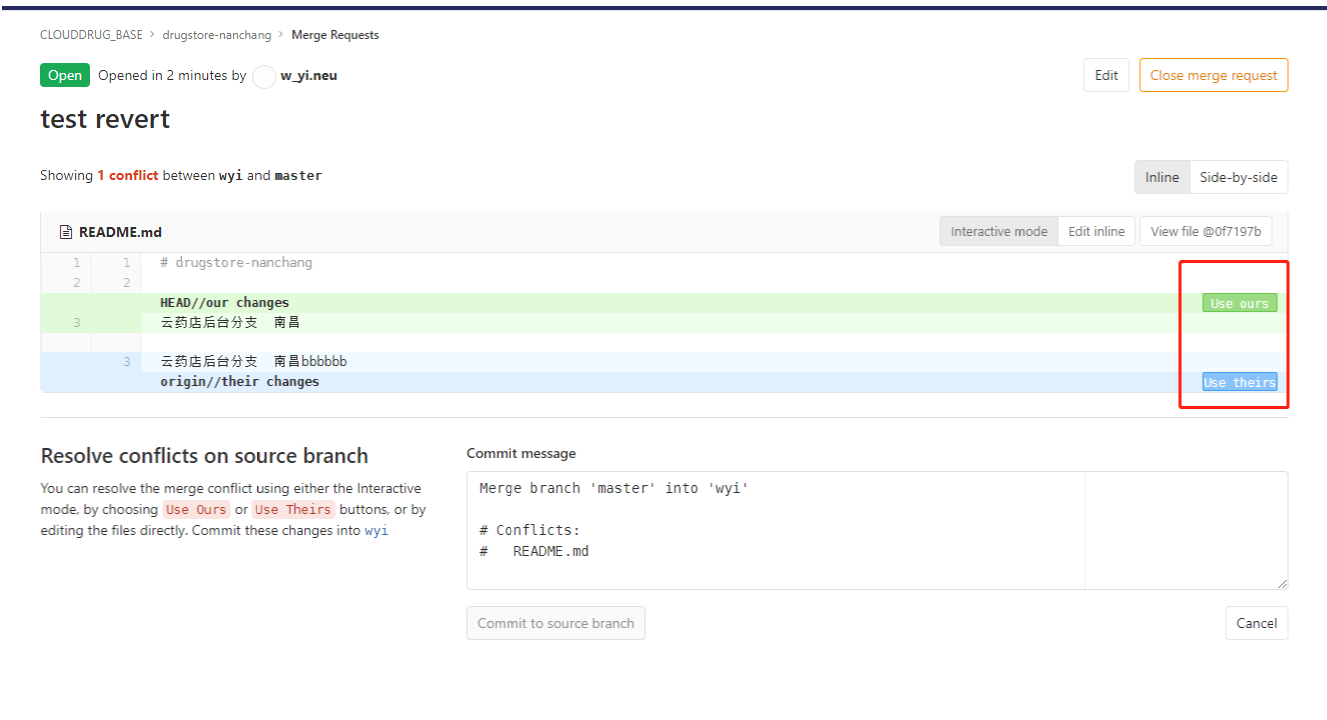 CLOUDDRUG_BASE > drugstore-nanchang > Merge Requests
Open Opened in 2 minutes by w_yi.neu Edit Close merge request
test revert
Showing 1 conflict between wyi and master Inline Side-by-side
README.md Interactive mode Edit inline View file @0f7197b
1 1 # drugstore-nanchang
2 2
HEAD//our changes Use ours
3 云药店后台分支 南昌
3 云药店后台分支 南昌bbbbbb
origin//their changes Use theirs
Resolve conflicts on source branch
You can resolve the merge conflict using either the Interactive
mode, by choosing Use Ours or Use Theirs buttons, or by
editing the files directly. Commit these changes into wyi
Commit message
Merge branch 'master' into 'wyi'
# Conflicts:
#   README.md
Commit to source branch Cancel